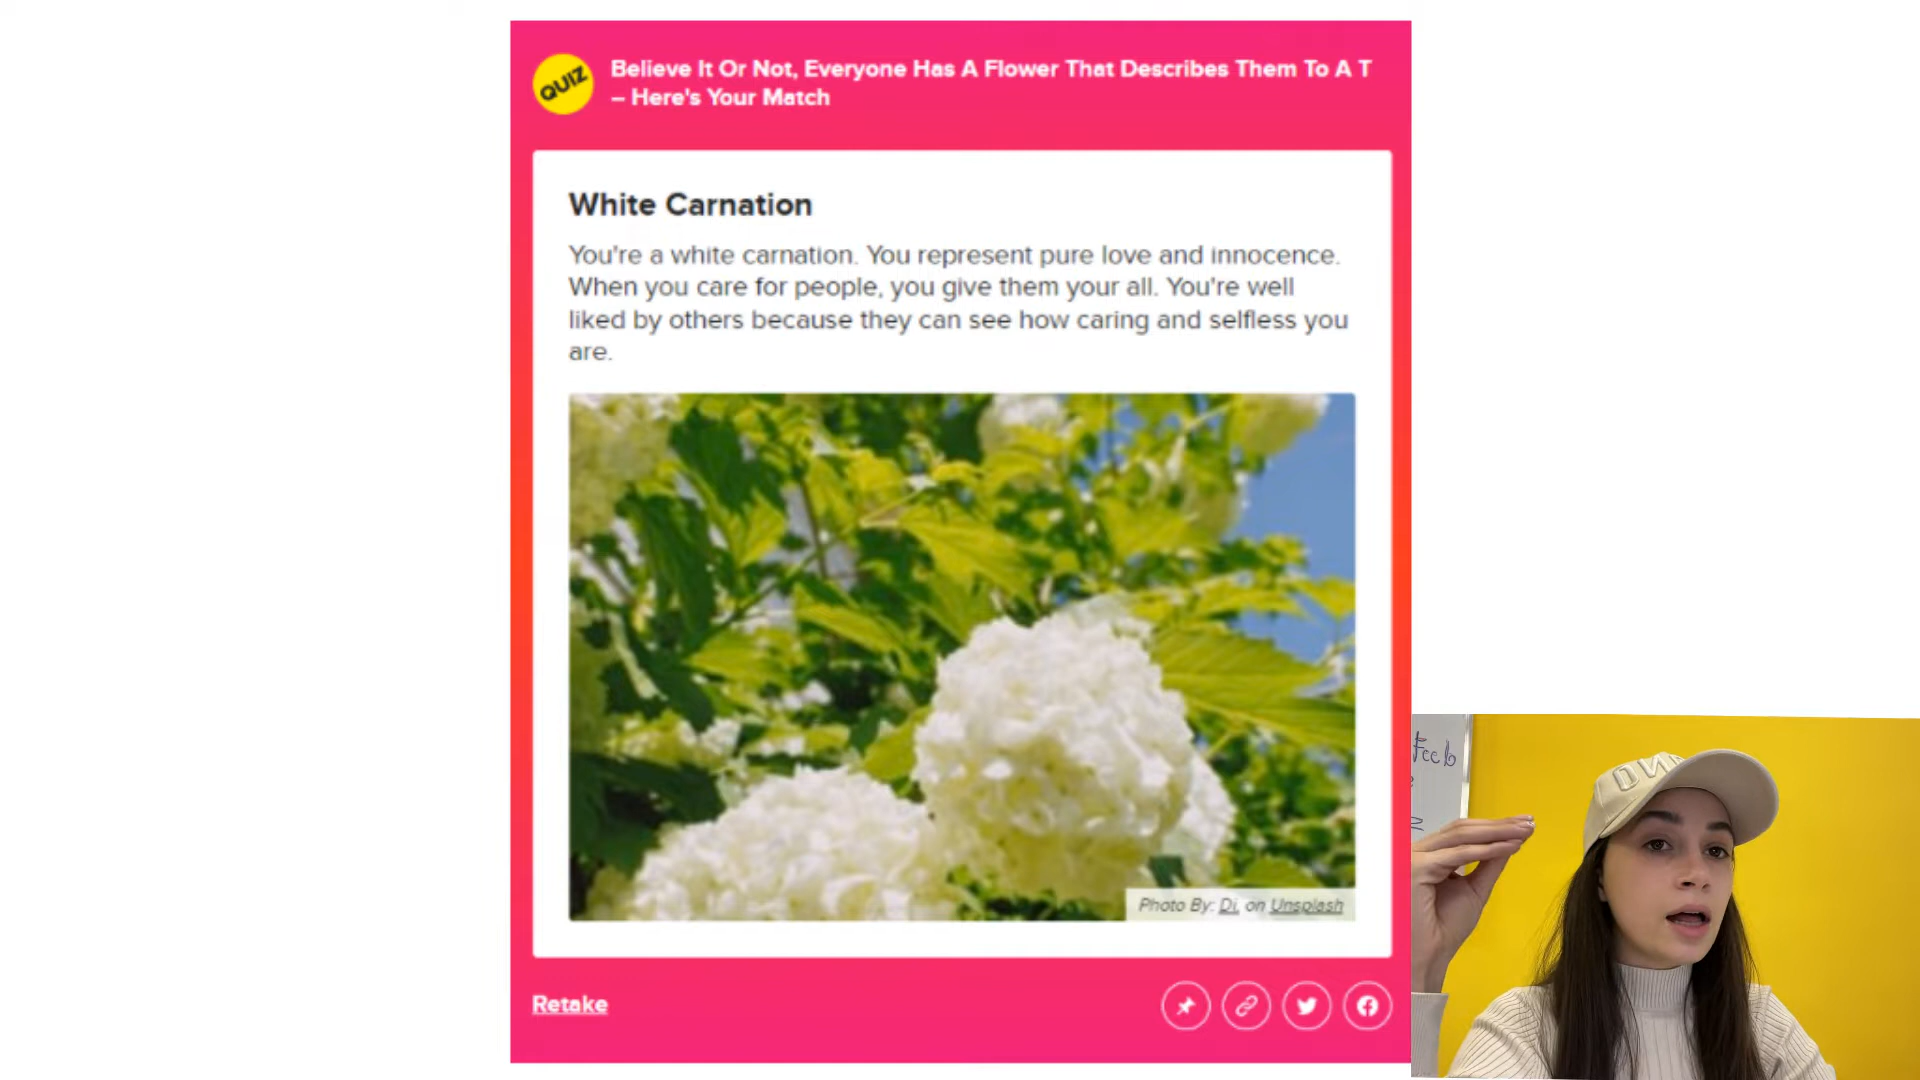 QUIZ
Believe It Or Not, Everyone Has A Flower That Describes Them To A T
– Here's Your Match
White Carnation
You're a white carnation. You represent pure love and innocence.
When you care for people, you give them your all. You're well
liked by others because they can see how caring and selfless you
are.
Photo By: Di, on Unsplash
Retake